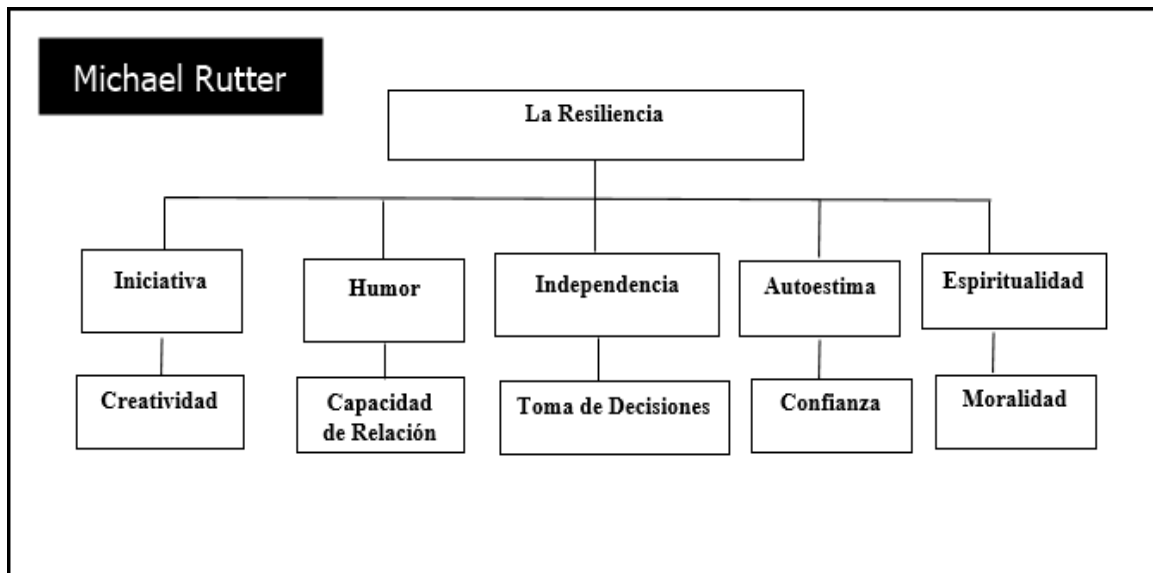 Michael Rutter
La Resiliencia
Iniciativa
Humor
Independencia
Autoestima
Espiritualidad
Creatividad
Capacidad
de Relación
Toma de Decisiones
Confianza
Moralidad